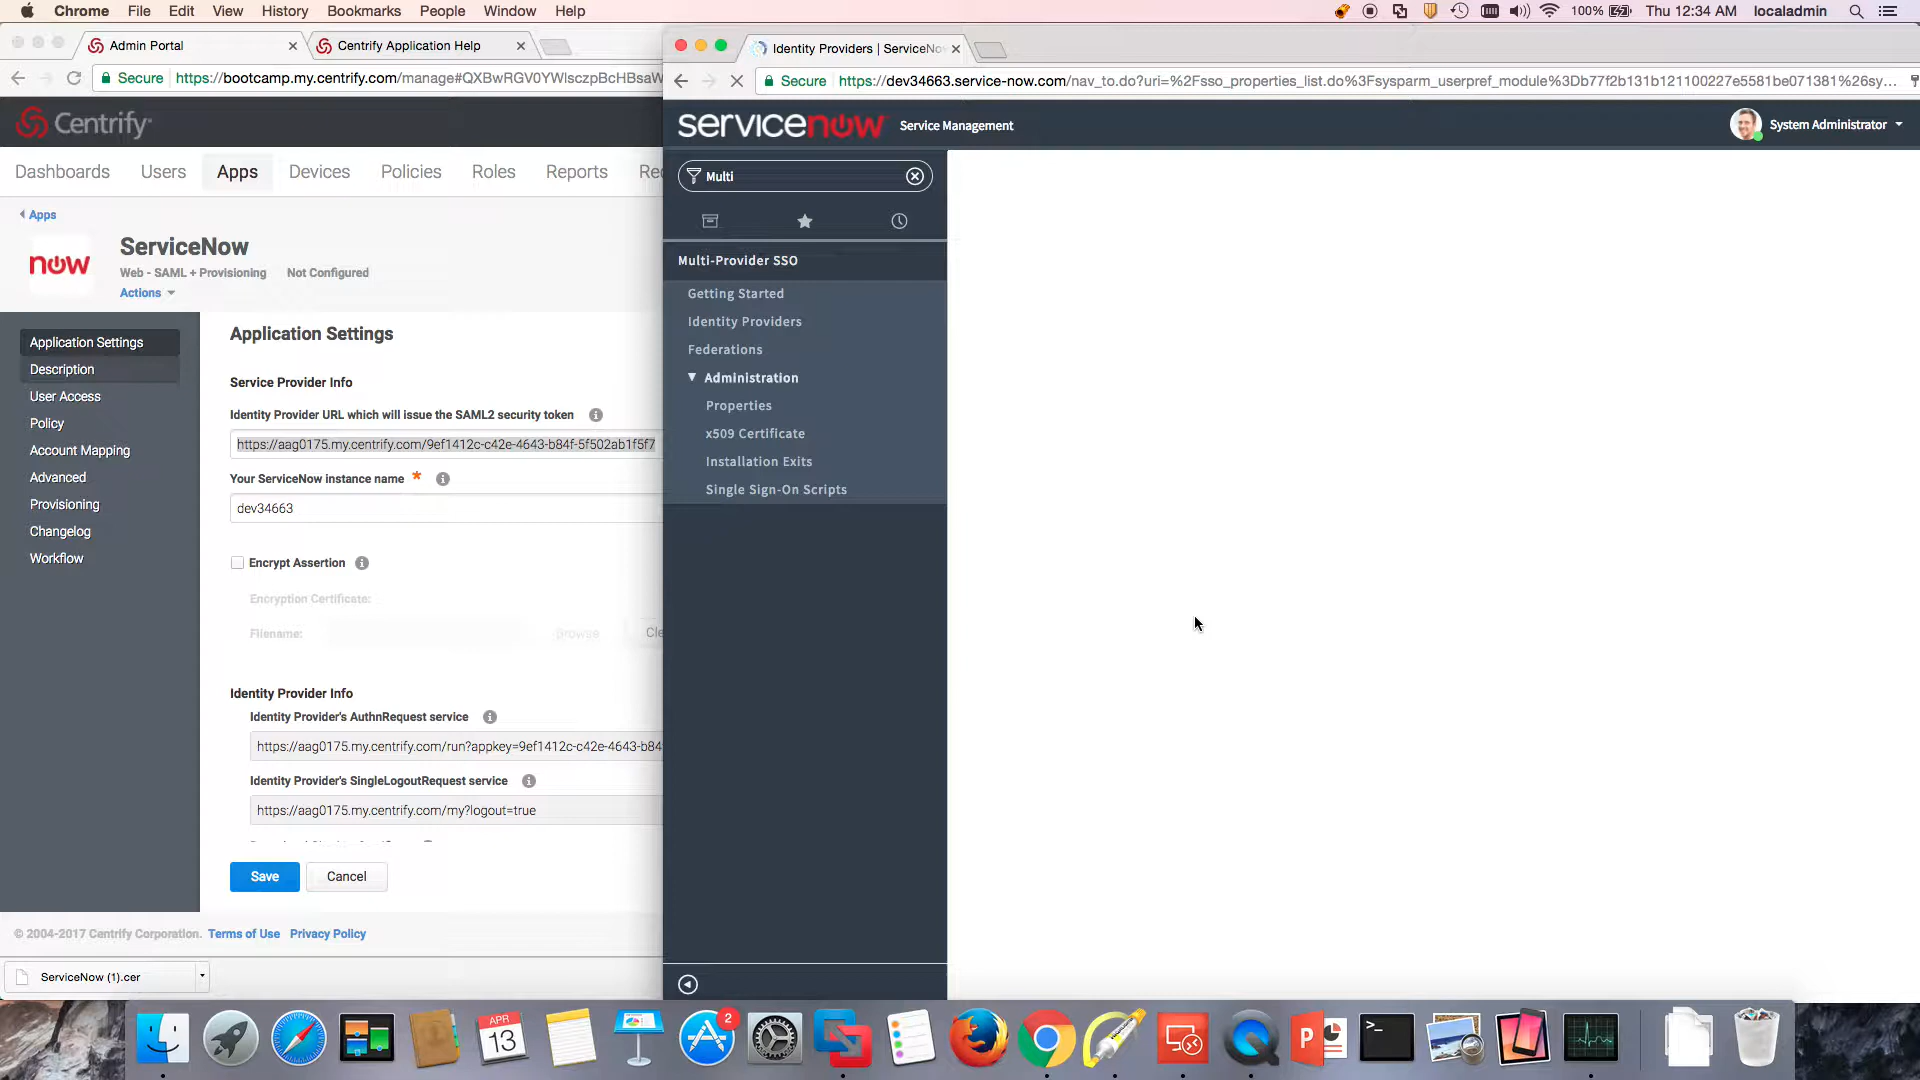 Chrome File Edit View History Bookmarks People Window Help 100% Thu 12:34 AM localadmin
Admin Portal
Centrify Application Help
Identity Providers | ServiceNo
Secure https://bootcamp.my.centrify.com/manage#QXBwRGV0YWlsczpBcHBsaW
Secure https://dev34663.service-now.com/nav_to.do?uri=%2Fsso_properties_list.do%3Fsysparm_userpref_module%3Db77f2b131b121100227e5581be071381%26sy...
Centrify
servicenow Service Management
System Administrator
Dashboards Users Apps Devices Policies Roles Reports Rec
Multi
Apps
now
ServiceNow
Web - SAML + Provisioning Not Configured
Actions
Application Settings
Description
User Access
Policy
Account Mapping
Advanced
Provisioning
Changelog
Workflow
Application Settings
Service Provider Info
Identity Provider URL which will issue the SAML2 security token
https://aag0175.my.centrify.com/9ef1412c-c42e-4643-b84f-5f502ab1f5f7
Your ServiceNow instance name *
dev34663
Encrypt Assertion
Encryption Certificate:
Filename: Browse Cle
Identity Provider Info
Identity Provider's AuthnRequest service
https://aag0175.my.centrify.com/run?appkey=9ef1412c-c42e-4643-b84
Identity Provider's SingleLogoutRequest service
https://aag0175.my.centrify.com/my?logout=true
Save Cancel
© 2004-2017 Centrify Corporation. Terms of Use Privacy Policy
ServiceNow (1).cer
Multi-Provider SSO
Getting Started
Identity Providers
Federations
Administration
Properties
x509 Certificate
Installation Exits
Single Sign-On Scripts
APR
13
2